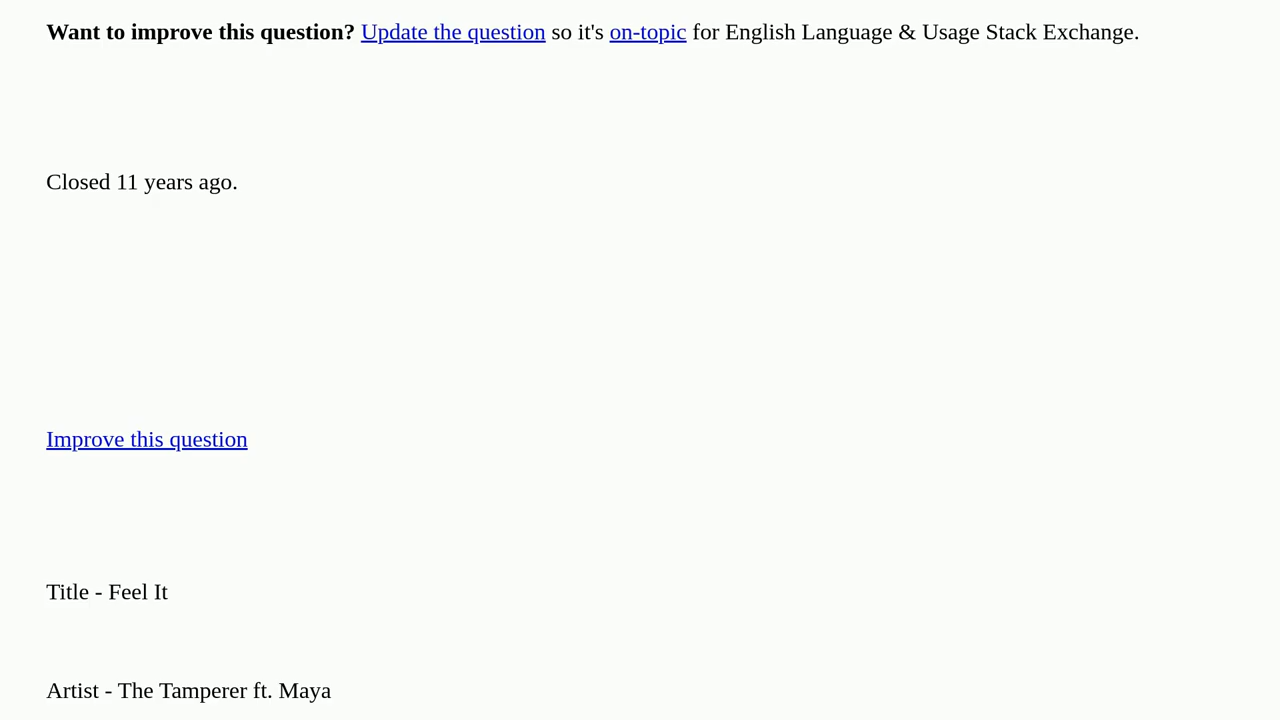 Want to improve this question? Update the question so it's on-topic for English Language & Usage Stack Exchange.
Closed 11 years ago.
Improve this question
Title - Feel It
Artist - The Tamperer ft. Maya